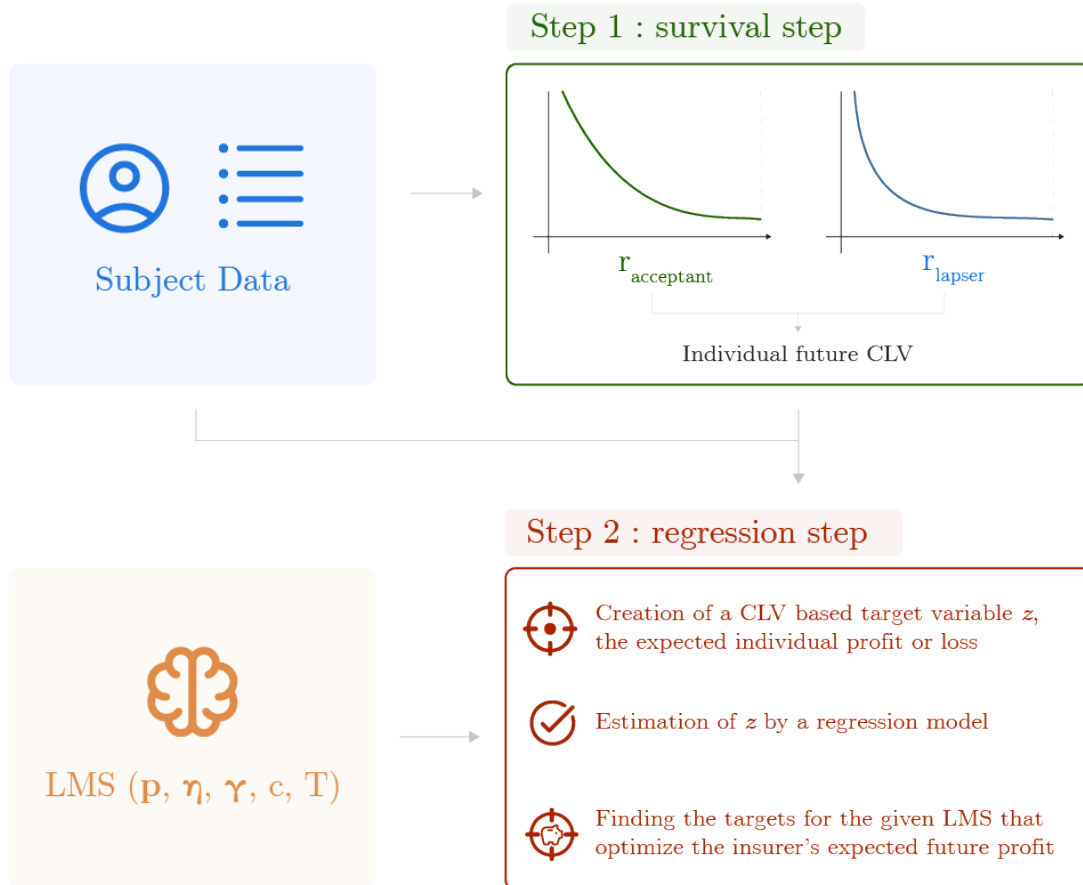 Step 1 : survival step
Subject Data
r_acceptant
r_lapser
Individual future CLV
Step 2 : regression step
LMS (p, η, γ, c, T)
Creation of a CLV based target variable z,
the expected individual profit or loss
Estimation of z by a regression model
Finding the targets for the given LMS that
optimize the insurer's expected future profit